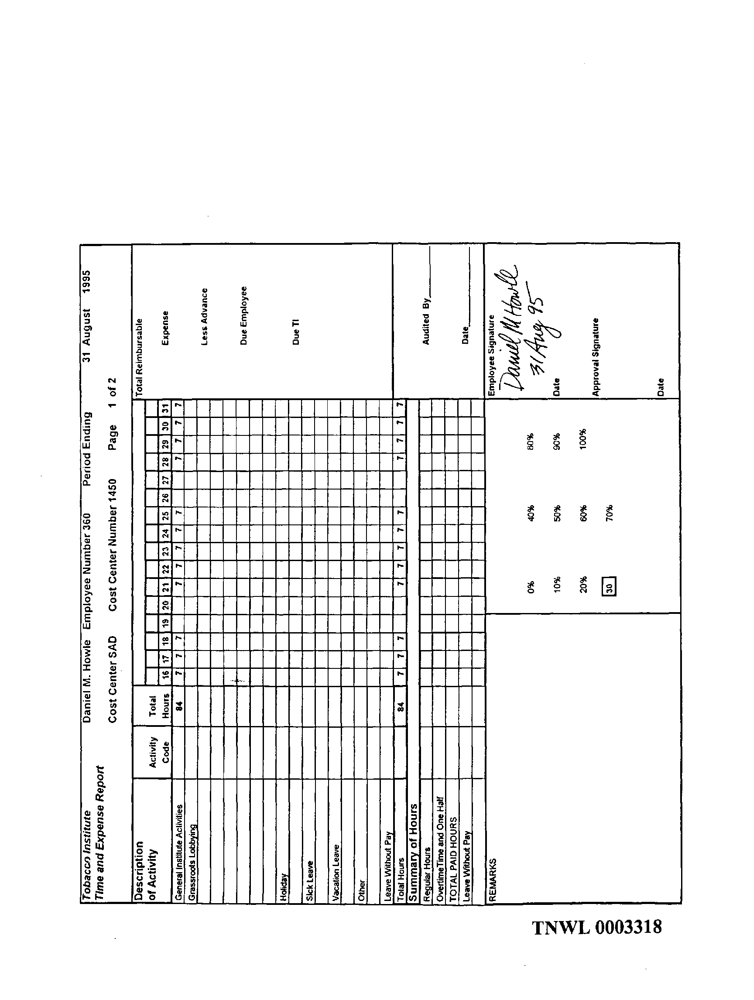 Tobacco Institute Daniel M. Howle Employee Number 360 Period Ending 31 August 1995
Time and Expense Report
Cost Center SAD Cost Center Number 1450 Page 1 of 2
Description Activity Total Total Reimbursable
of Activity Code Hours 16 17 18 19 20 21 22 23 24 25 26 27 28 29 30 31 Expense
General Institute Activities 84 7 7 7 7 7 7 7 7 7 7 7 7
Grassroots Lobbying
Less Advance
Due Employee
Holiday
Due TI
Sick Leave
Vacation Leave
Other
Leave Without Pay
Total Hours 84 7 7 7 7 7 7 7 7 7 7 7 7
Summary of Hours
Regular Hours Audited By
OvertimeTime and One Half
TOTAL PAID HOURS
Leave Without Pay Date
REMARKS Employee Signature
Daniel M Howle
31 Aug 95
0% 40% 80%
10% 50% 90% Date
20% 60% 100%
Approval Signature
30 70%
Date
TNWL 0003318